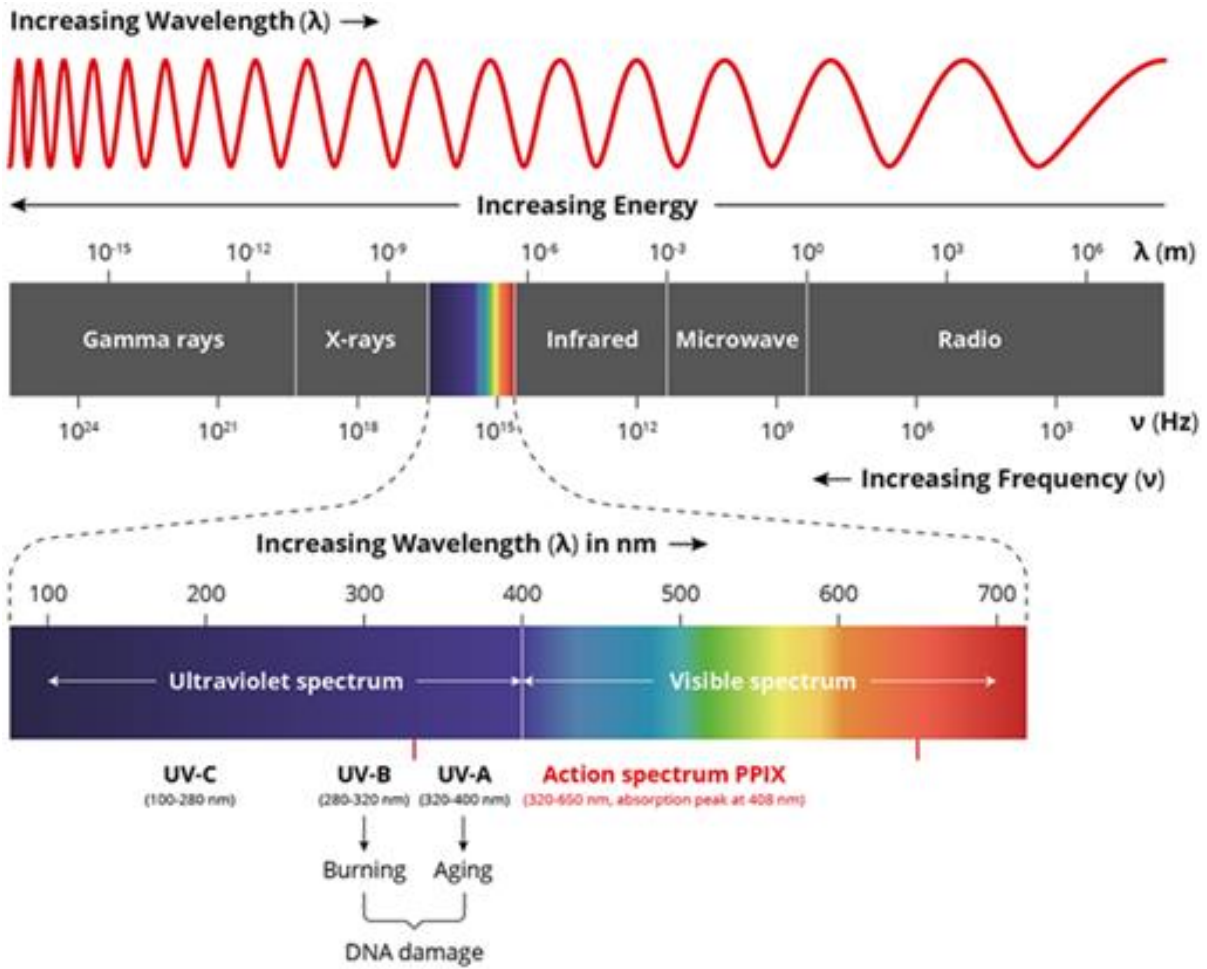 Increasing Wavelength (λ) →
Increasing Energy
10⁻¹⁵ 10⁻¹² 10⁻⁹ 10⁻⁶ 10⁻³ 10⁰ 10³ 10⁶ λ (m)
Gamma rays X-rays Infrared Microwave Radio
10²⁴ 10²¹ 10¹⁸ 10¹⁵ 10¹² 10⁹ 10⁶ 10³ ν (Hz)
← Increasing Frequency (ν)
Increasing Wavelength (λ) in nm →
100 200 300 400 500 600 700
Ultraviolet spectrum Visible spectrum
UV-C UV-B UV-A Action spectrum PPIX
(100-280 nm) (280-320 nm) (320-400 nm) (320-650 nm, absorption peak at 408 nm)
Burning Aging
DNA damage